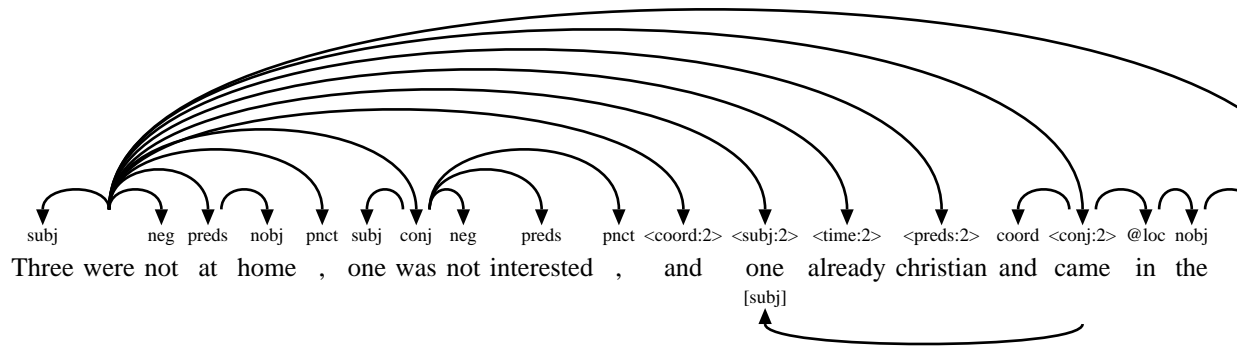 subj neg preds nobj pnct subj conj neg preds pnct <coord:2> <subj:2> <time:2> <preds:2> coord <conj:2> @loc nobj
Three were not at home , one was not interested , and one already christian and came in the
[subj]